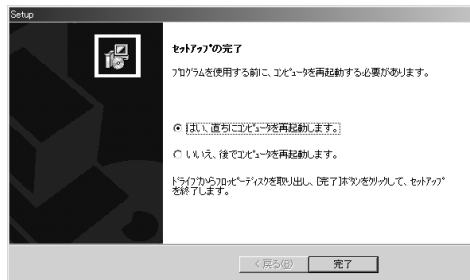 Setup
ｾｯﾄｱｯﾌﾟの完了
ﾌﾟﾛｸﾞﾗﾑを使用する前に、ｺﾝﾋﾟｭｰﾀを再起動する必要があります。
はい、直ちにｺﾝﾋﾟｭｰﾀを再起動します。
いいえ、後でｺﾝﾋﾟｭｰﾀを再起動します。
ﾄﾞﾗｲﾌﾞからﾌﾛｯﾋﾟｰﾃﾞｨｽｸを取り出し、[完了]ﾎﾞﾀﾝをｸﾘｯｸして、ｾｯﾄｱｯﾌﾟ
を終了します。
< 戻る(B)
完了